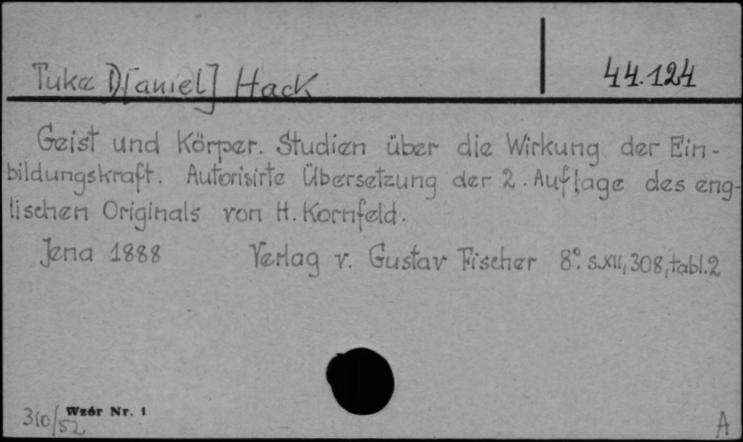 Tuke D[aniel] Hack
44.124
Geist und Körper. Studien über die Wirkung der Ein-
bildungskraft. Autorisirte Übersetzung der 2. Auflage des eng-
lischen Originals von H. Kornfeld.
Jena 1888 Verlag v. Gustav Fischer 8°. s.XII, 308, tabl. 2
310/52
Wzór Nr. 1
A